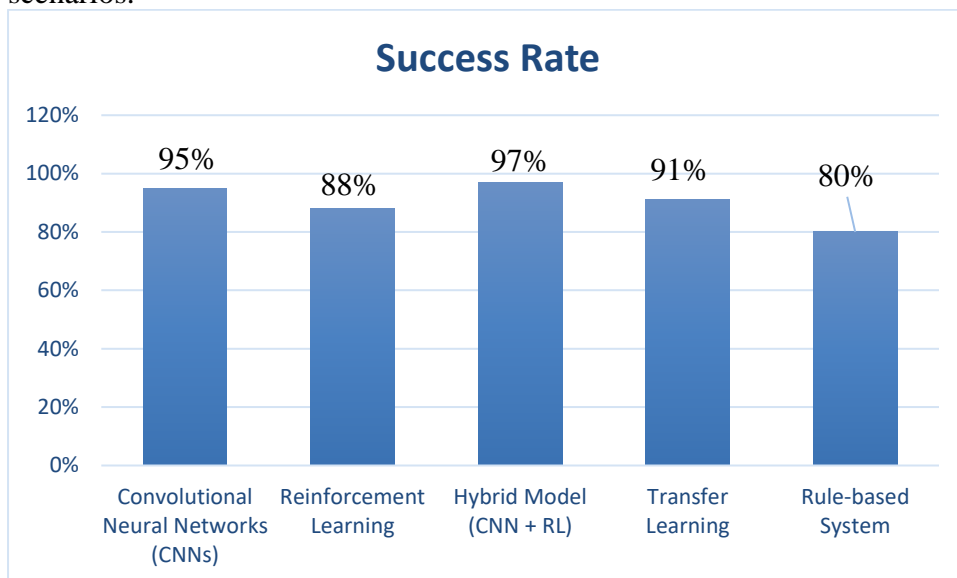 scenarios.
Success Rate
120%
100%
80%
60%
40%
20%
0%
95%
88%
97%
91%
80%
Convolutional
Neural Networks
(CNNs)
Reinforcement
Learning
Hybrid Model
(CNN + RL)
Transfer
Learning
Rule-based
System